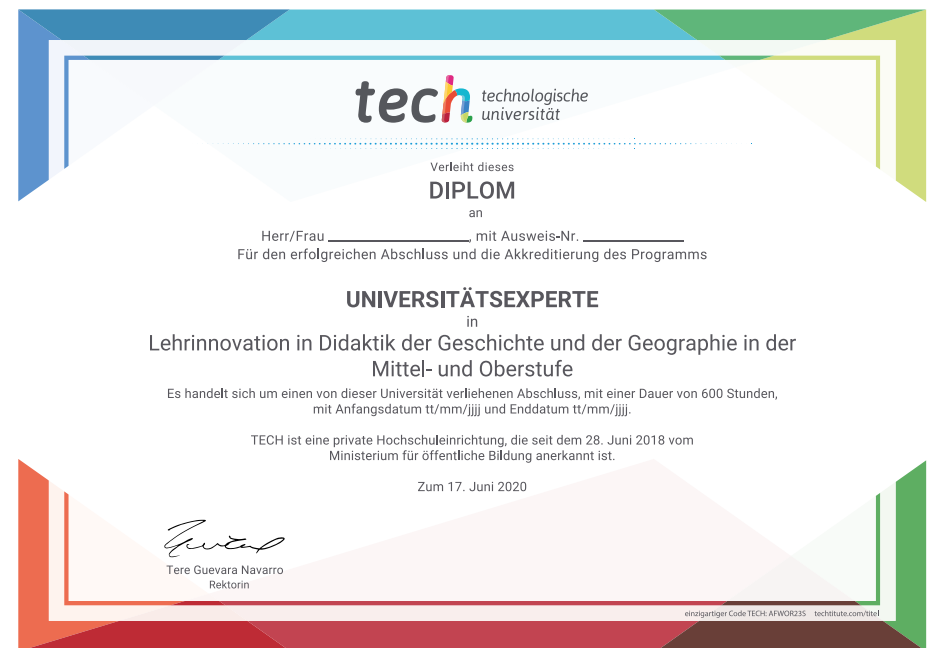 tech technologische
universität
Verleiht dieses
DIPLOM
an
Herr/Frau ____________, mit Ausweis-Nr. ____________
Für den erfolgreichen Abschluss und die Akkreditierung des Programms
UNIVERSITÄTSEXPERTE
in
Lehrinnovation in Didaktik der Geschichte und der Geographie in der
Mittel- und Oberstufe
Es handelt sich um einen von dieser Universität verliehenen Abschluss, mit einer Dauer von 600 Stunden,
mit Anfangsdatum tt/mm/jjjj und Enddatum tt/mm/jjjj.
TECH ist eine private Hochschuleinrichtung, die seit dem 28. Juni 2018 vom
Ministerium für öffentliche Bildung anerkannt ist.
Zum 17. Juni 2020
Tere Guevara Navarro
Rektorin
einzigartiger Code TECH: AFWOR23S techtitute.com/titel